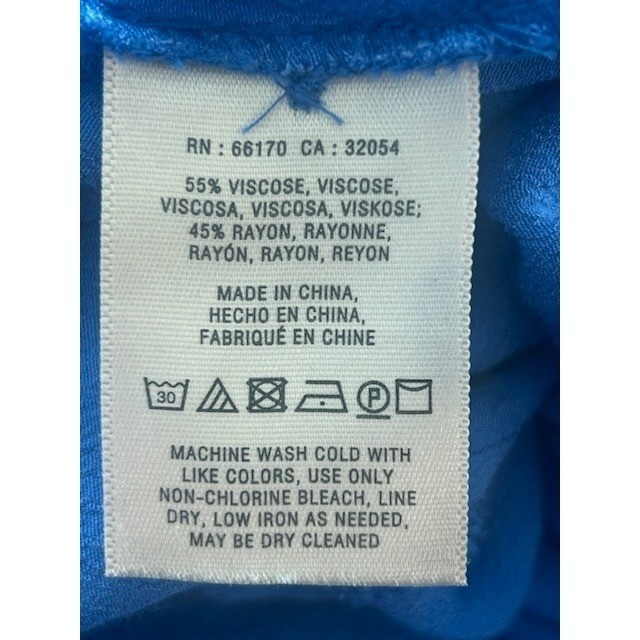 RN : 66170 CA : 32054
55% VISCOSE, VISCOSE,
VISCOSA, VISCOSA, VISKOSE;
45% RAYON, RAYONNE,
RAYÓN, RAYON, REYON
MADE IN CHINA,
HECHO EN CHINA,
FABRIQUÉ EN CHINE
30 P
MACHINE WASH COLD WITH
LIKE COLORS, USE ONLY
NON-CHLORINE BLEACH, LINE
DRY, LOW IRON AS NEEDED,
MAY BE DRY CLEANED